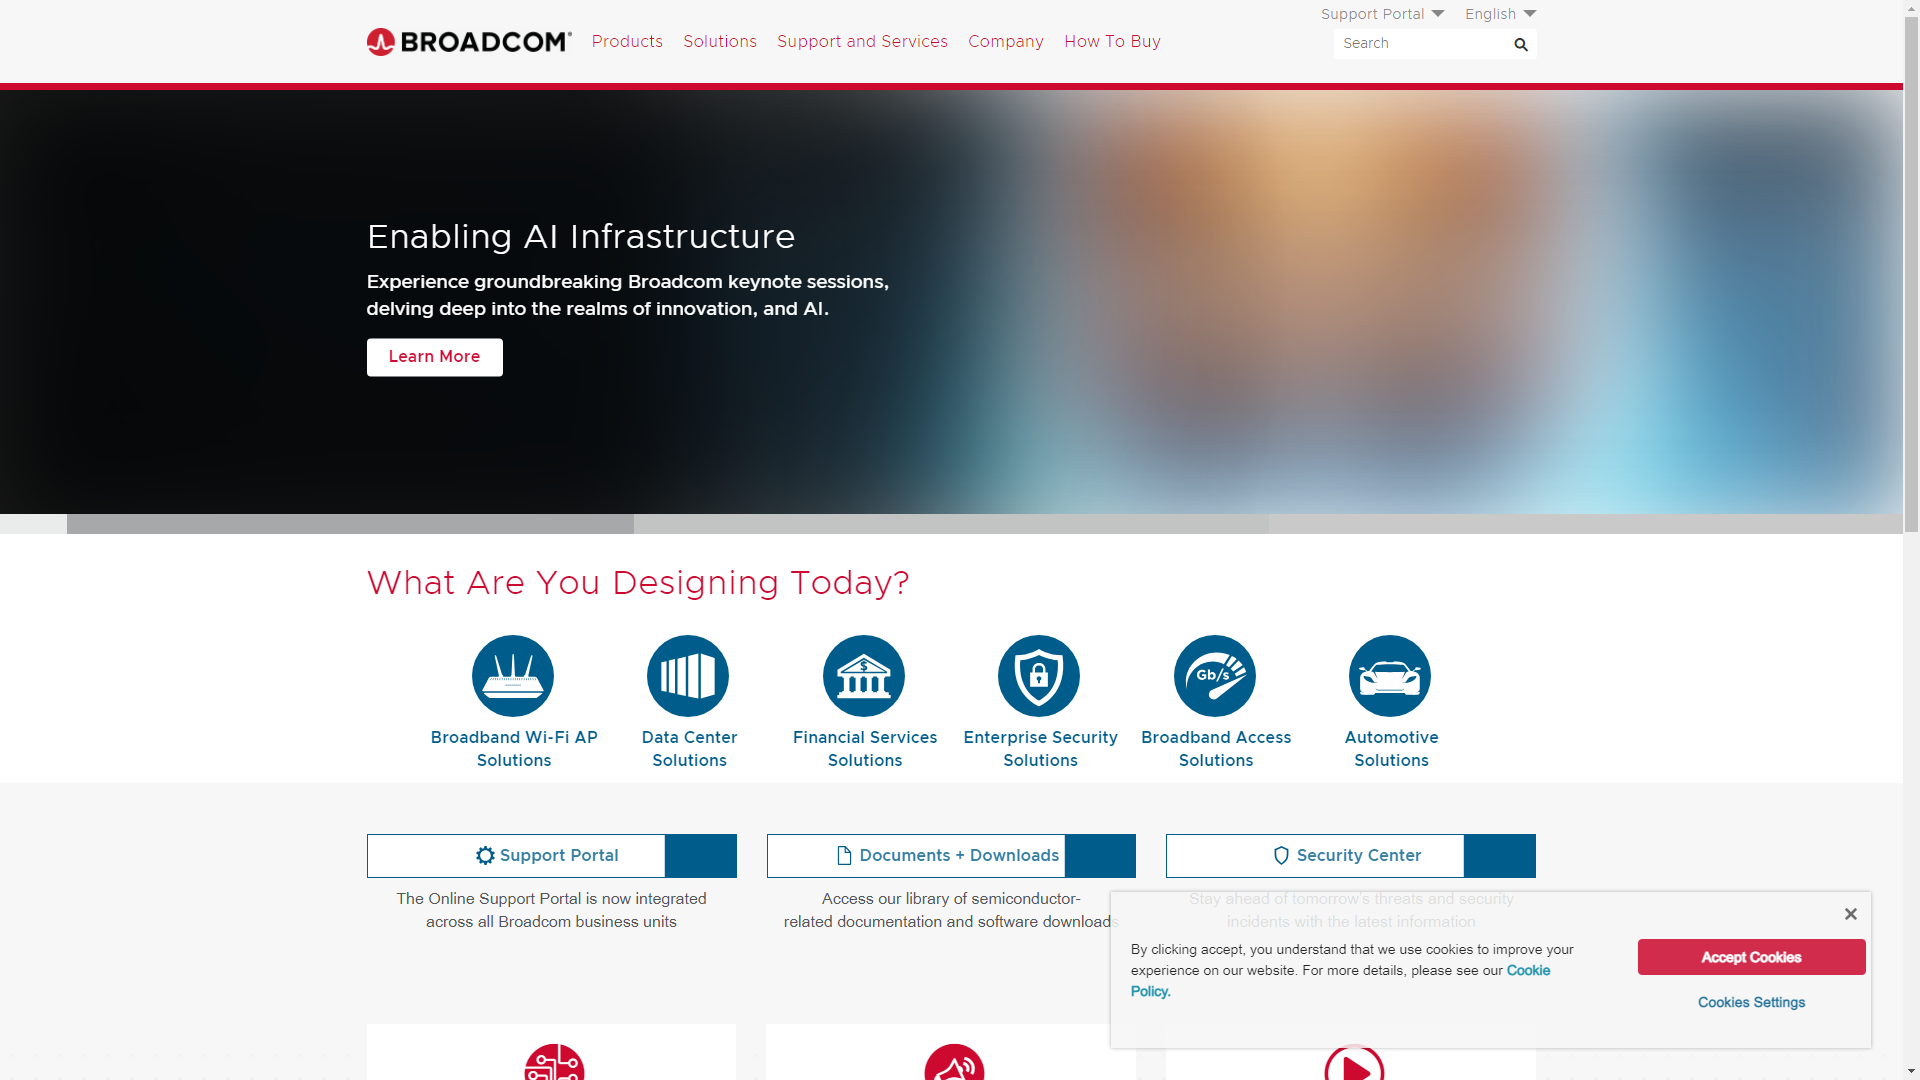 Support Portal
English
BROADCOM®
Products
Solutions
Support and Services
Company
How To Buy
Search
Enabling AI Infrastructure
Experience groundbreaking Broadcom keynote sessions,
delving deep into the realms of innovation, and AI.
Learn More
What Are You Designing Today?
Gb/s
Broadband Wi-Fi AP
Solutions
Data Center
Solutions
Financial Services
Solutions
Enterprise Security
Solutions
Broadband Access
Solutions
Automotive
Solutions
Support Portal
The Online Support Portal is now integrated
across all Broadcom business units
Documents + Downloads
Access our library of semiconductor-
related documentation and software downloads
Security Center
Stay ahead of tomorrow's threats and security
incidents with the latest information
By clicking accept, you understand that we use cookies to improve your
experience on our website. For more details, please see our Cookie
Policy.
Accept Cookies
Cookies Settings